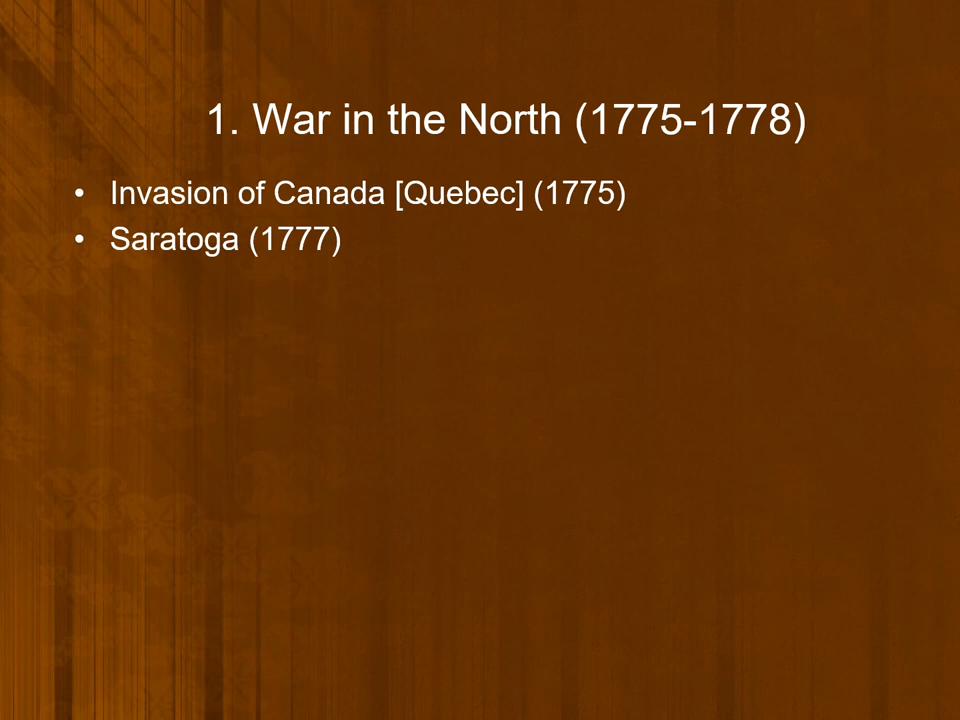 1. War in the North (1775-1778)
• Invasion of Canada [Quebec] (1775)
• Saratoga (1777)